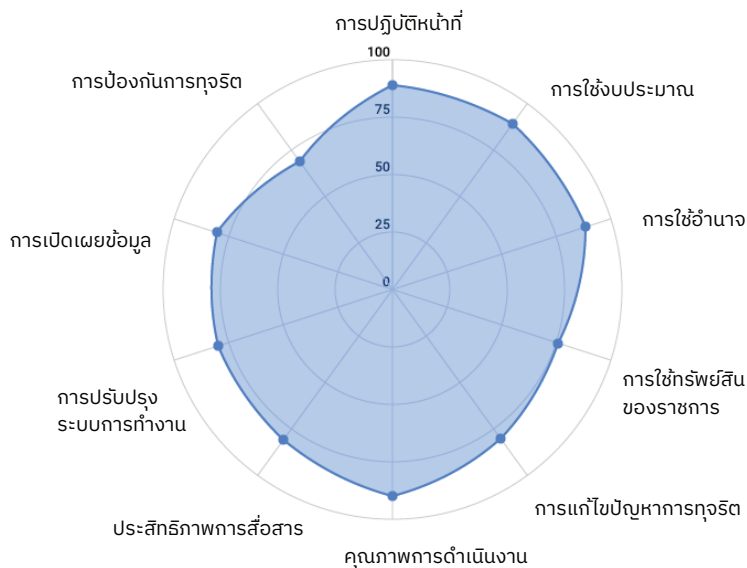 การปฏิบัติหน้าที่
100
การป้องกันการทุจริต
การใช้งบประมาณ
75
50
การใช้อำนาจ
25
การเปิดเผยข้อมูล
0
การใช้ทรัพย์สิน
ของราชการ
การปรับปรุง
ระบบการทำงาน
การแก้ไขปัญหาการทุจริต
ประสิทธิภาพการสื่อสาร
คุณภาพการดำเนินงาน